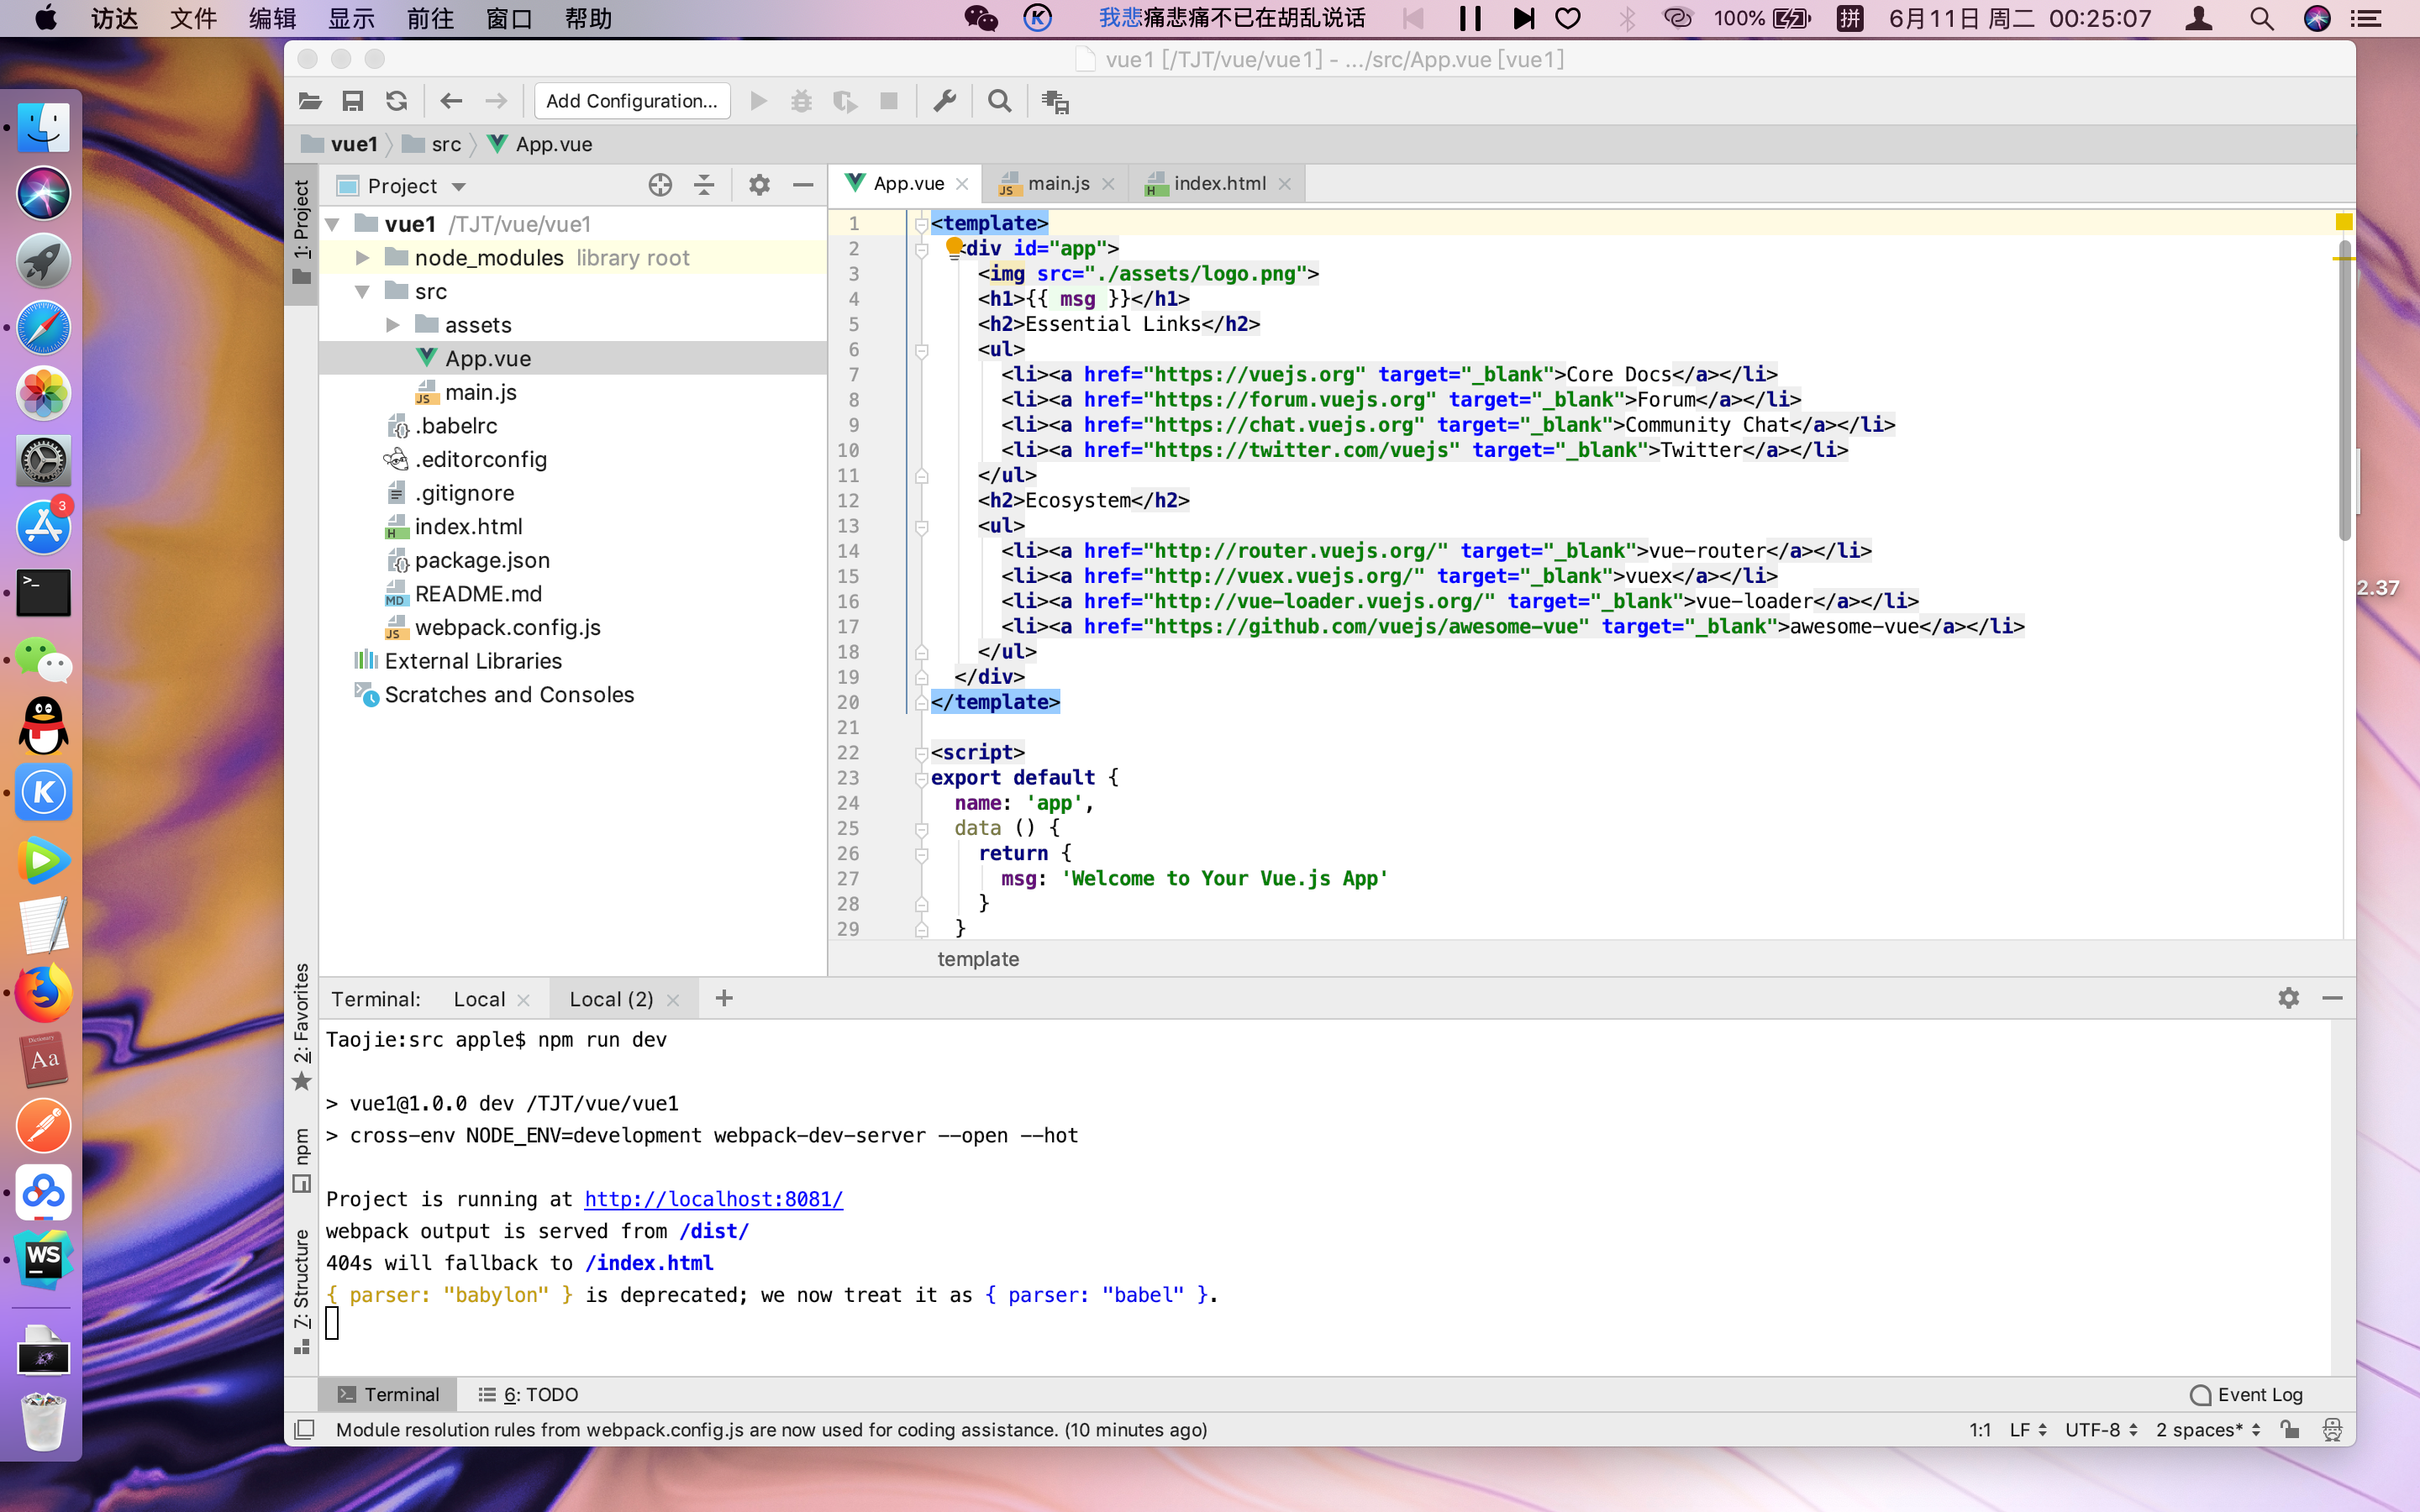 访达 文件 编辑 显示 前往 窗口 帮助 我悲痛悲痛不已在胡乱说话 100% 拼 6月11日 周二 00:25:07
vue1 [/TJT/vue/vue1] - .../src/App.vue [vue1]
Add Configuration...
vue1 src App.vue
1: Project
Project
vue1 /TJT/vue/vue1
node_modules library root
src
assets
App.vue
main.js
.babelrc
.editorconfig
.gitignore
index.html
package.json
README.md
webpack.config.js
External Libraries
Scratches and Consoles
App.vue main.js index.html
1 <template>
2 <div id="app">
3 <img src="./assets/logo.png">
4 <h1>{{ msg }}</h1>
5 <h2>Essential Links</h2>
6 <ul>
7 <li><a href="https://vuejs.org" target="_blank">Core Docs</a></li>
8 <li><a href="https://forum.vuejs.org" target="_blank">Forum</a></li>
9 <li><a href="https://chat.vuejs.org" target="_blank">Community Chat</a></li>
10 <li><a href="https://twitter.com/vuejs" target="_blank">Twitter</a></li>
11 </ul>
12 <h2>Ecosystem</h2>
13 <ul>
14 <li><a href="http://router.vuejs.org/" target="_blank">vue-router</a></li>
15 <li><a href="http://vuex.vuejs.org/" target="_blank">vuex</a></li>
16 <li><a href="http://vue-loader.vuejs.org/" target="_blank">vue-loader</a></li>
17 <li><a href="https://github.com/vuejs/awesome-vue" target="_blank">awesome-vue</a></li>
18 </ul>
19 </div>
20 </template>
21
22 <script>
23 export default {
24 name: 'app',
25 data () {
26 return {
27 msg: 'Welcome to Your Vue.js App'
28 }
29 }
template
2.37
3
2: Favorites
npm
7: Structure
Terminal: Local Local (2)
Taojie:src apple$ npm run dev
> vue1@1.0.0 dev /TJT/vue/vue1
> cross-env NODE_ENV=development webpack-dev-server --open --hot
Project is running at http://localhost:8081/
webpack output is served from /dist/
404s will fallback to /index.html
{ parser: "babylon" } is deprecated; we now treat it as { parser: "babel" }.
Terminal 6: TODO Event Log
Module resolution rules from webpack.config.js are now used for coding assistance. (10 minutes ago) 1:1 LF UTF-8 2 spaces*
K
Aa
WS